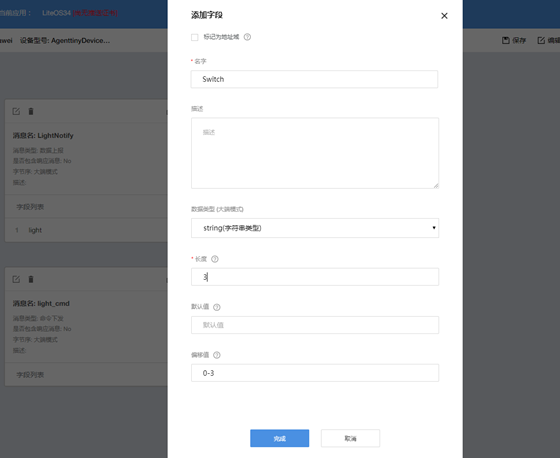 当前应用： LiteOS34
awei 设备型号: AgenttinyDevice...
保存 编辑
消息名: LightNotify
消息类型: 数据上报
是否包含响应消息: No
字节序: 大端模式
描述:
字段列表
1 light
消息名: light_cmd
消息类型: 命令下发
是否包含响应消息: No
字节序: 大端模式
描述:
字段列表
添加字段
标记为地址域
* 名字
Switch
描述
描述
数据类型 (大端模式)
string(字符串类型)
* 长度
3
默认值
默认值
偏移值
0-3
完成 取消